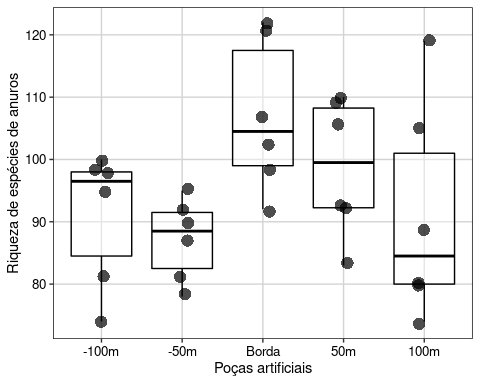 Riqueza de espécies de anuros
120
110
100
90
80
-100m -50m Borda 50m 100m
Poças artificiais